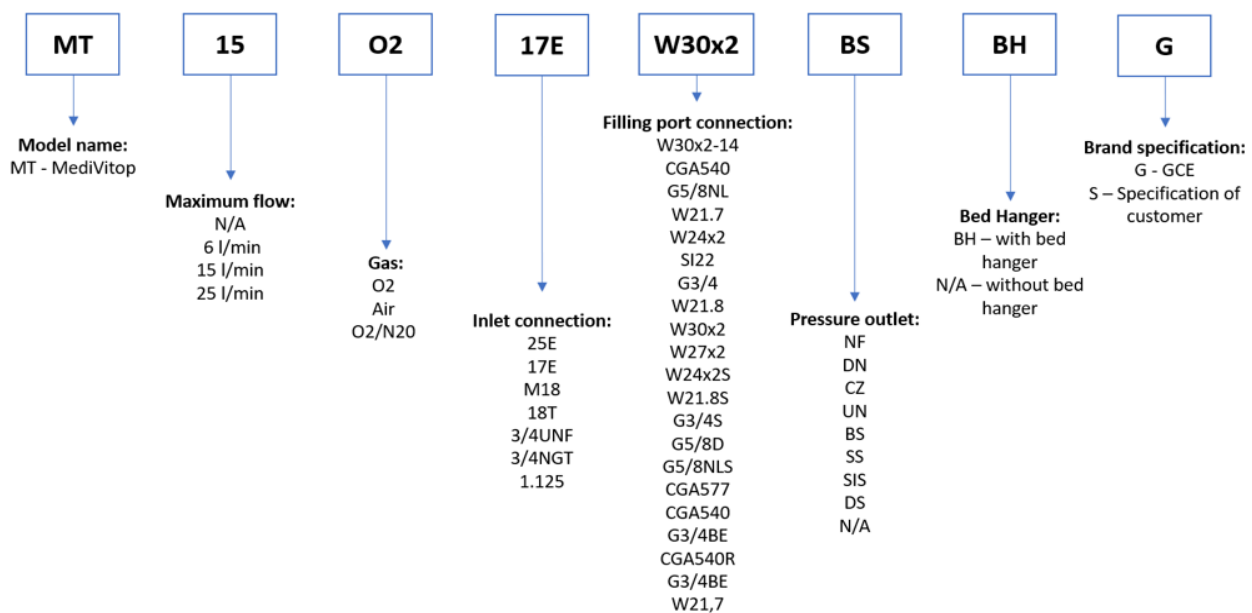 MT
15
O2
17E
W30x2
BS
BH
G
Model name:
MT - MediVitop
Maximum flow:
N/A
6 l/min
15 l/min
25 l/min
Gas:
O2
Air
O2/N20
Inlet connection:
25E
17E
M18
18T
3/4UNF
3/4NGT
1.125
Filling port connection:
W30x2-14
CGA540
G5/8NL
W21.7
W24x2
SI22
G3/4
W21.8
W30x2
W27x2
W24x2S
W21.8S
G3/4S
G5/8D
G5/8NLS
CGA577
CGA540
G3/4BE
CGA540R
G3/4BE
W21,7
Pressure outlet:
NF
DN
CZ
UN
BS
SS
SIS
DS
N/A
Bed Hanger:
BH – with bed
hanger
N/A – without bed
hanger
Brand specification:
G - GCE
S – Specification of
customer